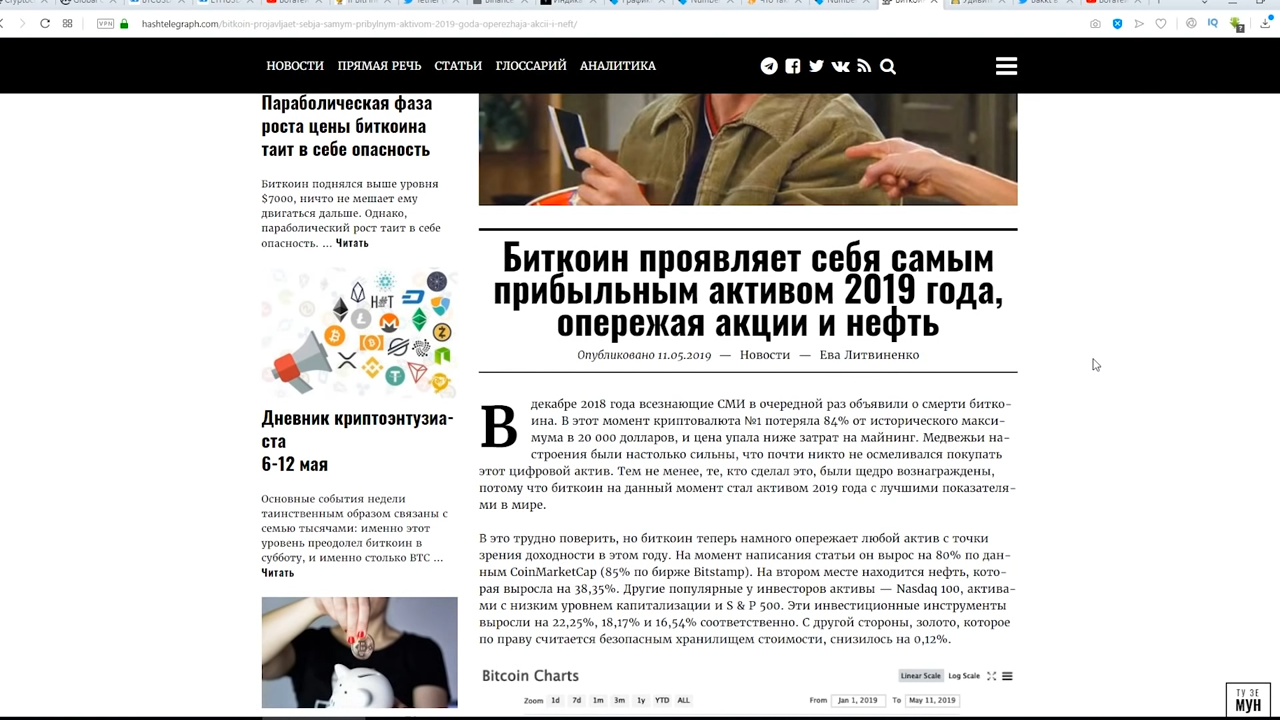 VPN
hashtelegraph.com/bitkoin-projavljaet-sebja-samym-pribylnym-aktivom-2019-goda-operezhaja-akcii-i-neft/
НОВОСТИ ПРЯМАЯ РЕЧЬ СТАТЬИ ГЛОССАРИЙ АНАЛИТИКА
Параболическая фаза
роста цены биткоина
таит в себе опасность
Биткоин поднялся выше уровня
$7000, ничто не мешает ему
двигаться дальше. Однако,
параболический рост таит в себе
опасность. ... Читать
H#T
Дневник криптоэнтузиа-
ста
6-12 мая
Основные события недели
таинственным образом связаны с
семью тысячами: именно этот
уровень преодолел биткоин в
субботу, и именно столько BTC ...
Читать
Биткоин проявляет себя самым
прибыльным активом 2019 года,
опережая акции и нефть
Опубликовано 11.05.2019 — Новости — Ева Литвиненко
В декабре 2018 года всезнающие СМИ в очередной раз объявили о смерти битко-
ина. В этот момент криптовалюта №1 потеряла 84% от исторического макси-
мума в 20 000 долларов, и цена упала ниже затрат на майнинг. Медвежьи на-
строения были настолько сильны, что почти никто не осмеливался покупать
этот цифровой актив. Тем не менее, те, кто сделал это, были щедро вознаграждены,
потому что биткоин на данный момент стал активом 2019 года с лучшими показателя-
ми в мире.
В это трудно поверить, но биткоин теперь намного опережает любой актив с точки
зрения доходности в этом году. На момент написания статьи он вырос на 80% по дан-
ным CoinMarketCap (85% по бирже Bitstamp). На втором месте находится нефть, кото-
рая выросла на 38,35%. Другие популярные у инвесторов активы — Nasdaq 100, актива-
ми с низким уровнем капитализации и S & P 500. Эти инвестиционные инструменты
выросли на 22,25%, 18,17% и 16,54% соответственно. С другой стороны, золото, которое
по праву считается безопасным хранилищем стоимости, снизилось на 0,12%.
Bitcoin Charts
Linear Scale Log Scale
Zoom 1d 7d 1m 3m 1y YTD ALL
From Jan 1, 2019 To May 11, 2019
ТУ ЗЕ
МУН